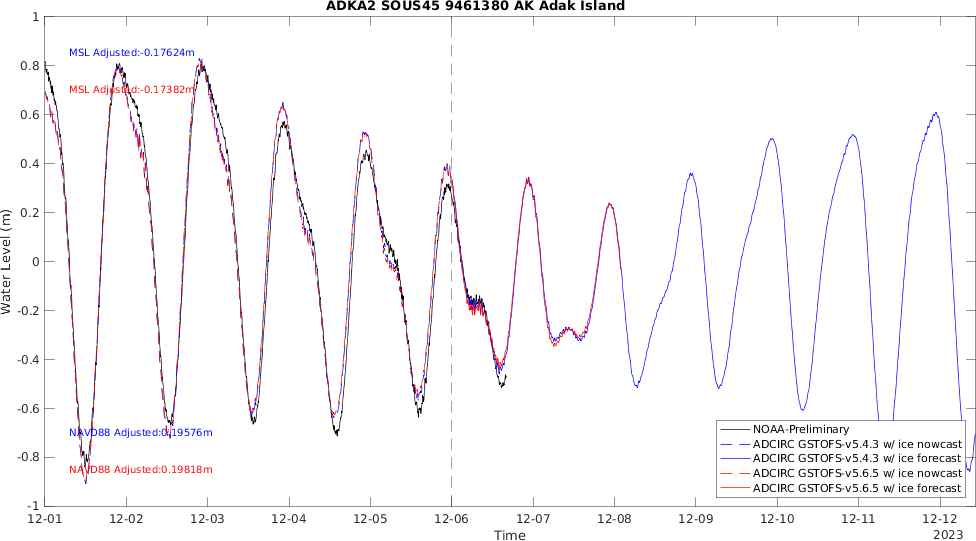 ADKA2 SOUS45 9461380 AK Adak Island
1
0.8
0.6
0.4
0.2
0
-0.2
-0.4
-0.6
-0.8
-1
Water Level (m)
MSL Adjusted:-0.17624m
MSL Adjusted:-0.17382m
NAVD88 Adjusted:0.19576m
NAVD88 Adjusted:0.19818m
NOAA-Preliminary
ADCIRC GSTOFS-v5.4.3 w/ ice nowcast
ADCIRC GSTOFS-v5.4.3 w/ ice forecast
ADCIRC GSTOFS-v5.6.5 w/ ice nowcast
ADCIRC GSTOFS-v5.6.5 w/ ice forecast
12-01 12-02 12-03 12-04 12-05 12-06 12-07 12-08 12-09 12-10 12-11 12-12
2023
Time